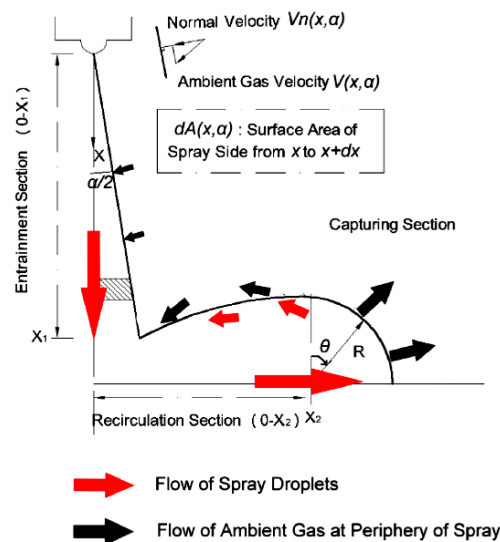 Normal Velocity Vn(x,α)
Ambient Gas Velocity V(x,α)
dA(x,α) : Surface Area of
Spray Side from x to x+dx
Entrainment Section (0-X₁)
X
α/2
Capturing Section
X₁
θ
R
Recirculation Section (0-X₂)
X₂
Flow of Spray Droplets
Flow of Ambient Gas at Periphery of Spray